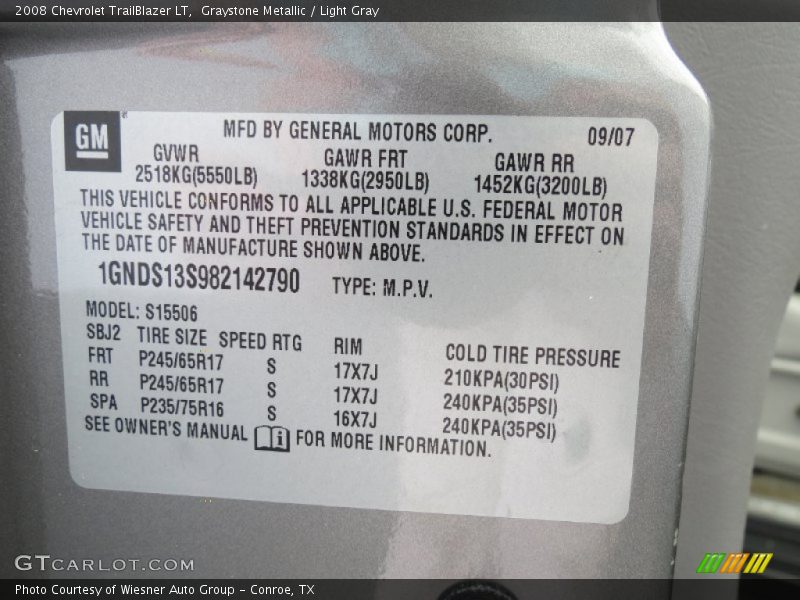 2008 Chevrolet TrailBlazer LT,  Graystone Metallic / Light Gray
GM MFD BY GENERAL MOTORS CORP. 09/07
GVWR GAWR FRT GAWR RR
2518KG(5550LB) 1338KG(2950LB) 1452KG(3200LB)
THIS VEHICLE CONFORMS TO ALL APPLICABLE U.S. FEDERAL MOTOR
VEHICLE SAFETY AND THEFT PREVENTION STANDARDS IN EFFECT ON
THE DATE OF MANUFACTURE SHOWN ABOVE.
1GNDS13S982142790 TYPE: M.P.V.
MODEL: S15506
SBJ2 TIRE SIZE SPEED RTG RIM COLD TIRE PRESSURE
FRT P245/65R17 S 17X7J 210KPA(30PSI)
RR P245/65R17 S 17X7J 240KPA(35PSI)
SPA P235/75R16 S 16X7J 240KPA(35PSI)
SEE OWNER'S MANUAL i FOR MORE INFORMATION.
GTCARLOT.COM
Photo Courtesy of Wiesner Auto Group - Conroe, TX